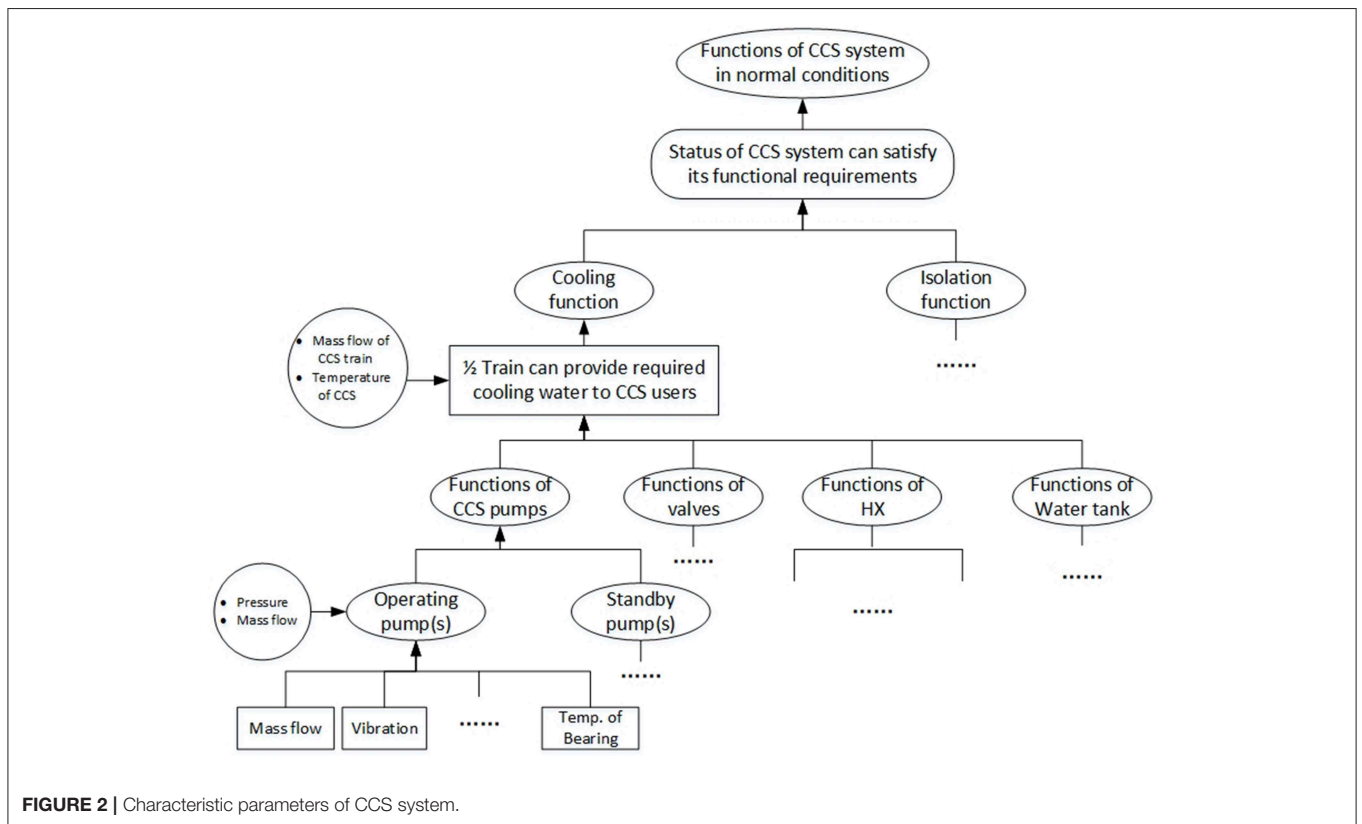 Functions of CCS system
in normal conditions
Status of CCS system can satisfy
its functional requirements
Cooling
function
Isolation
function
• Mass flow of
CCS train
• Temperature
of CCS
½ Train can provide required
cooling water to CCS users
......
Functions of
CCS pumps
Functions of
valves
Functions of
HX
Functions of
Water tank
......
......
......
• Pressure
• Mass flow
Operating
pump(s)
Standby
pump(s)
......
Mass flow
Vibration
......
Temp. of
Bearing
FIGURE 2 | Characteristic parameters of CCS system.